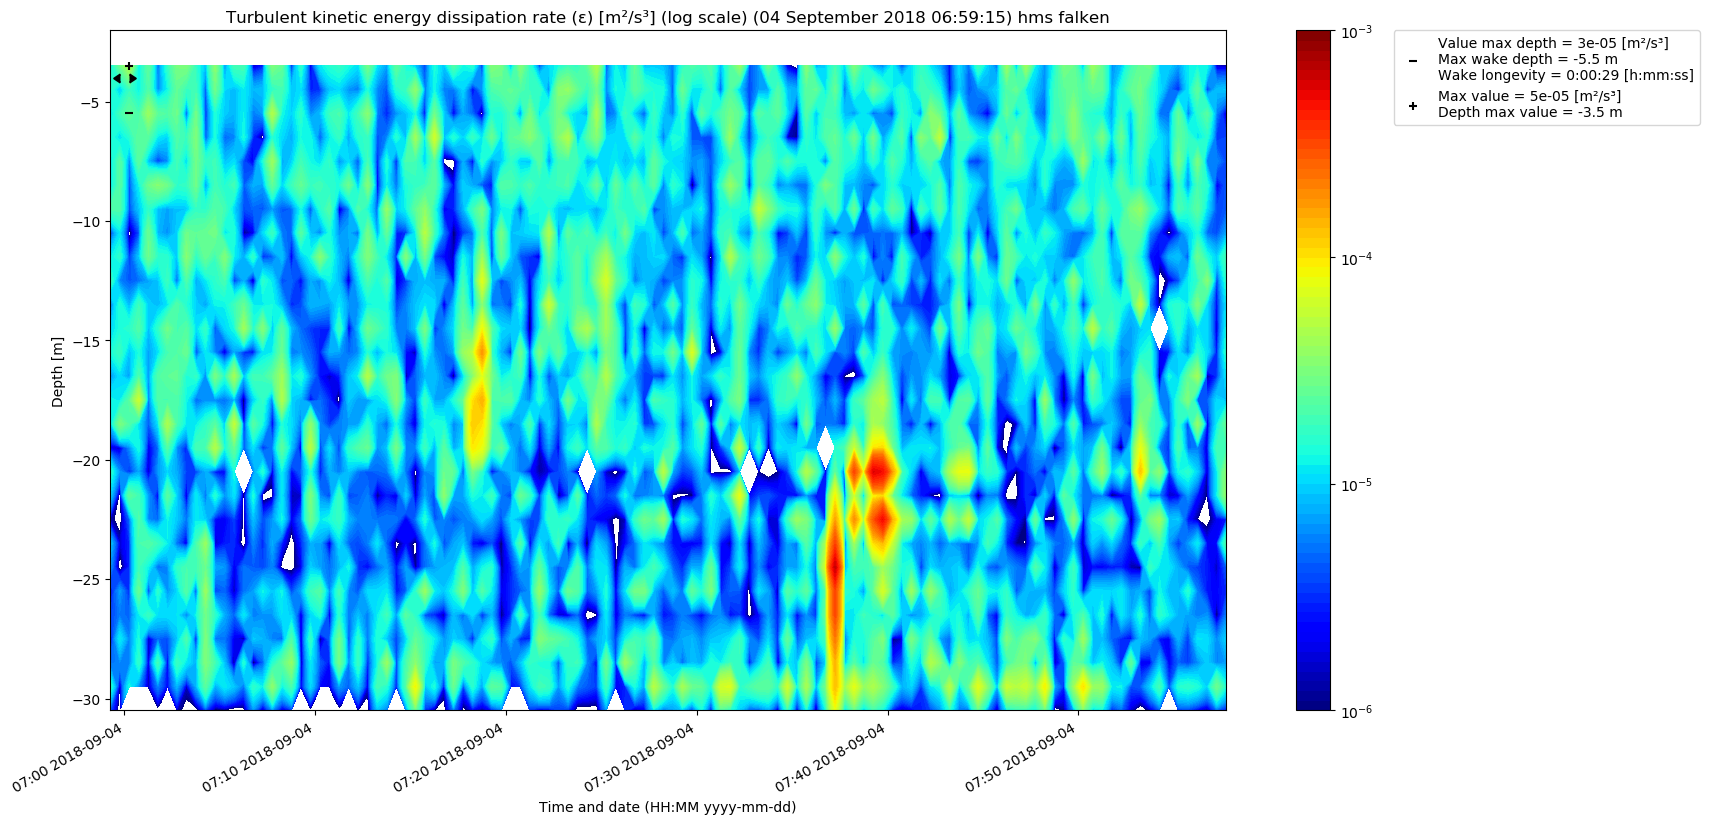 Turbulent kinetic energy dissipation rate (ε) [m²/s³] (log scale) (04 September 2018 06:59:15) hms falken
Value max depth = 3e-05 [m²/s³]
Max wake depth = -5.5 m
Wake longevity = 0:00:29 [h:mm:ss]
Max value = 5e-05 [m²/s³]
Depth max value = -3.5 m
10⁻³
10⁻⁴
10⁻⁵
10⁻⁶
Depth [m]
−5
−10
−15
−20
−25
−30
07:00 2018-09-04
07:10 2018-09-04
07:20 2018-09-04
07:30 2018-09-04
07:40 2018-09-04
07:50 2018-09-04
Time and date (HH:MM yyyy-mm-dd)